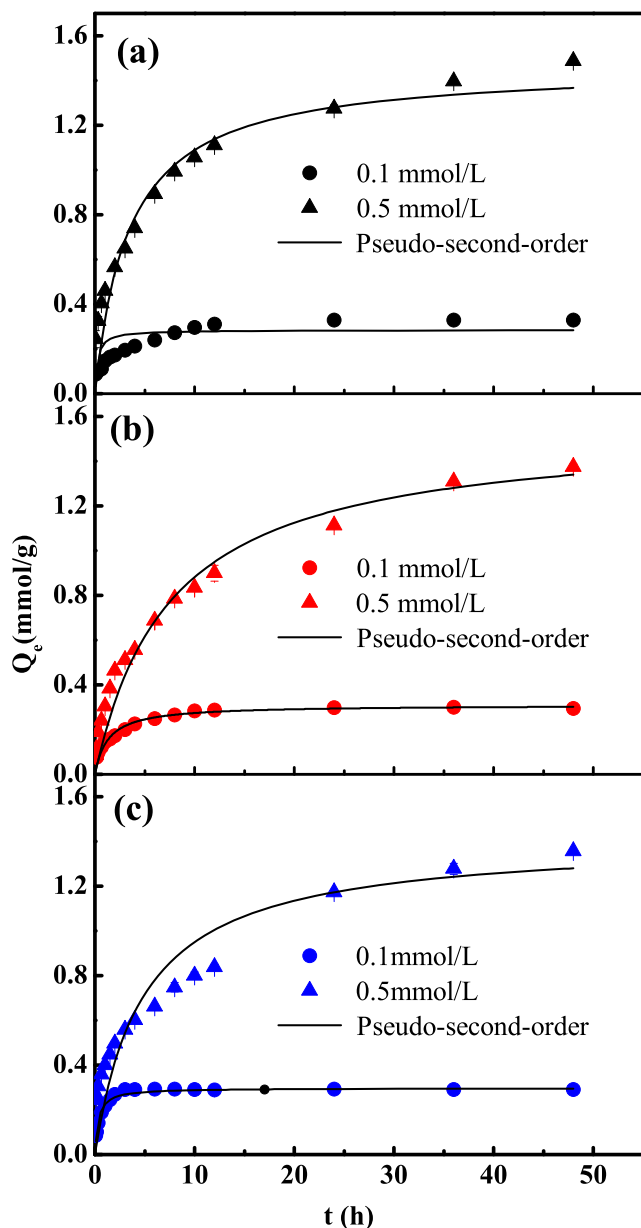 (a)
1.6
1.2
0.8
0.4
0.0
0.1 mmol/L
0.5 mmol/L
Pseudo-second-order
(b)
1.6
1.2
0.8
0.4
0.0
0.1 mmol/L
0.5 mmol/L
Pseudo-second-order
Qe(mmol/g)
(c)
1.6
1.2
0.8
0.4
0.0
0.1mmol/L
0.5mmol/L
Pseudo-second-order
0 10 20 30 40 50
t (h)